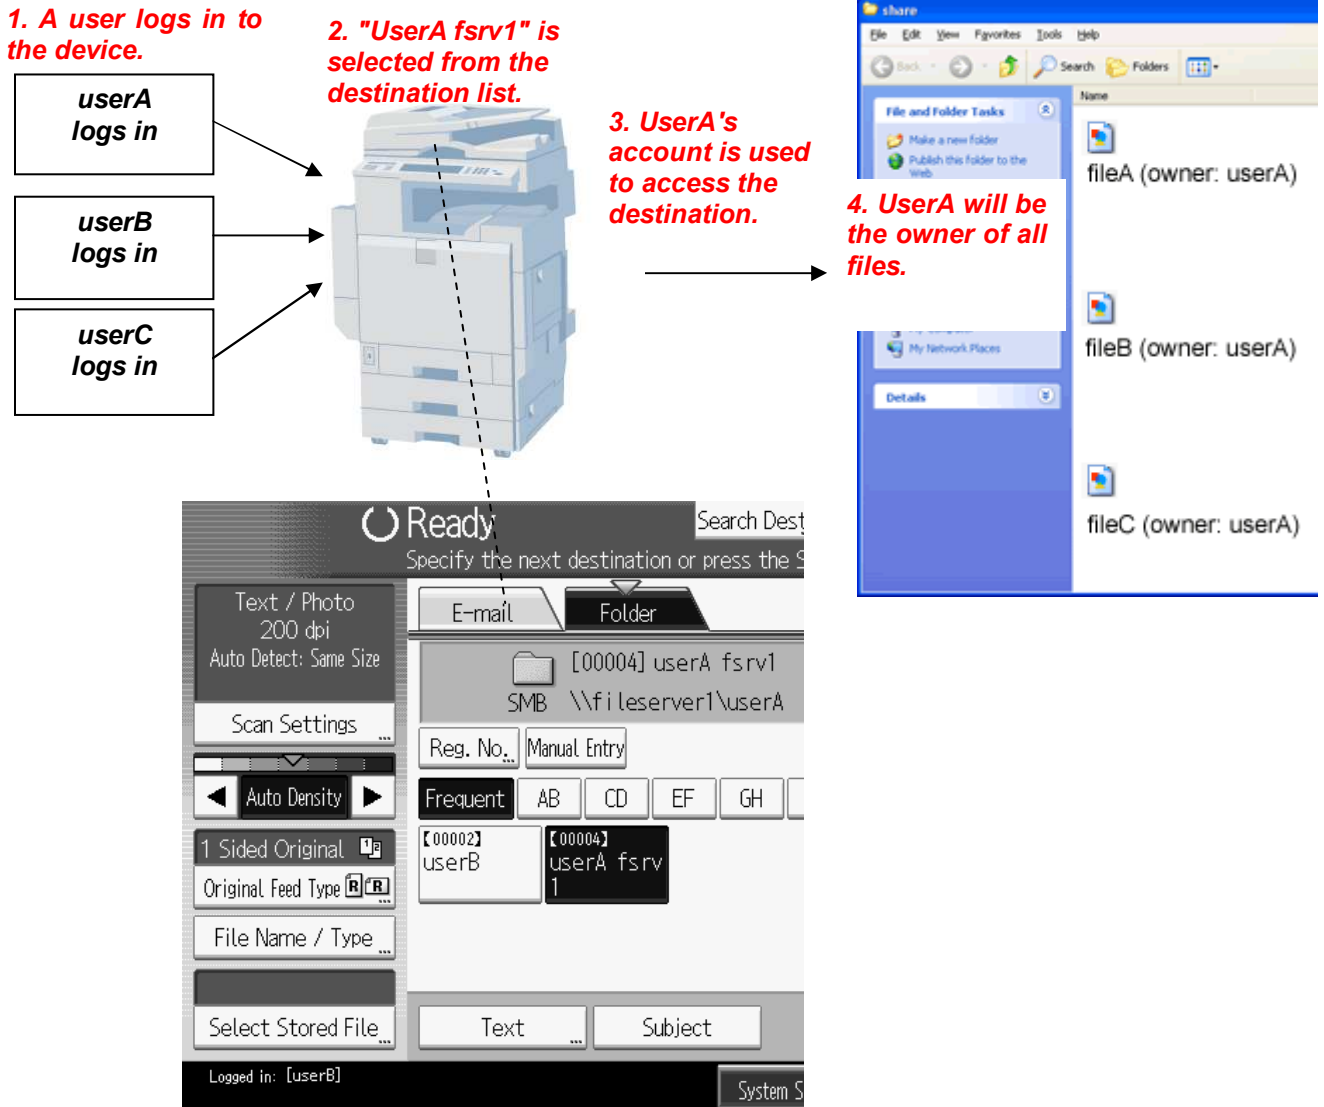 1. A user logs in to
the device.
userA
logs in
userB
logs in
userC
logs in
2. "UserA fsrv1" is
selected from the
destination list.
3. UserA's
account is used
to access the
destination.
4. UserA will be
the owner of all
files.
share
File Edit View Favorites Tools Help
Back Search Folders
Name
File and Folder Tasks
Make a new folder
Publish this folder to the
Web
My Network Places
Details
fileA (owner: userA)
fileB (owner: userA)
fileC (owner: userA)
Ready
Search Dest
Specify the next destination or press the S
Text / Photo
200 dpi
Auto Detect: Same Size
Scan Settings
Auto Density
1 Sided Original
Original Feed Type
File Name / Type
Select Stored File
E-mail Folder
[00004] userA fsrv1
SMB \\fileserver1\userA
Reg. No. Manual Entry
Frequent AB CD EF GH
【00002】
userB
【00004】
userA fsrv
1
Text Subject
Logged in: [userB]
System S